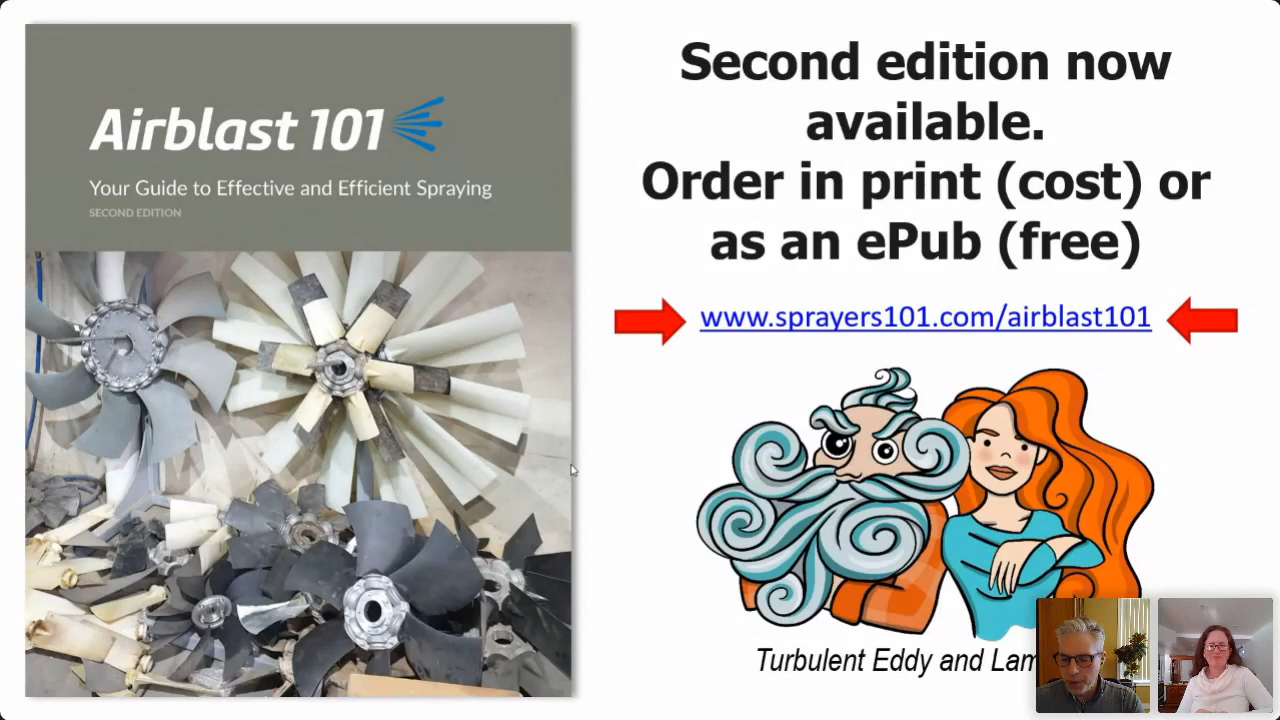 Airblast 101
Your Guide to Effective and Efficient Spraying
SECOND EDITION
Second edition now
available.
Order in print (cost) or
as an ePub (free)
www.sprayers101.com/airblast101
Turbulent Eddy and